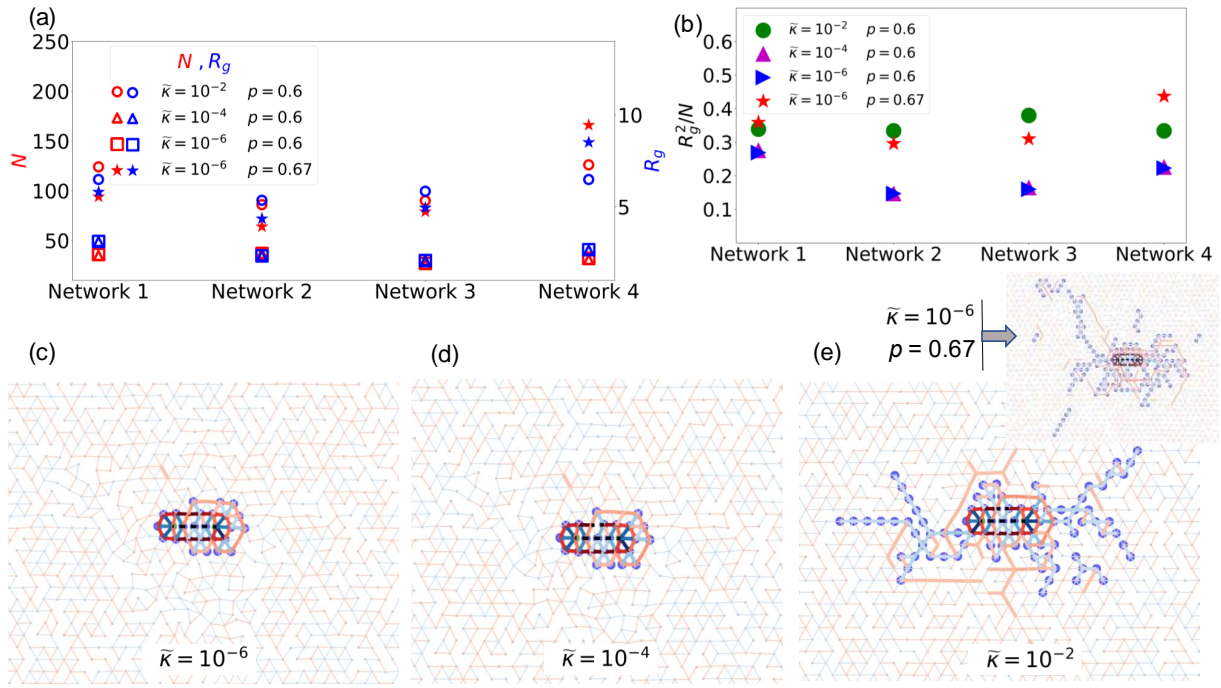 (a)
250
200
150
100
50
N
N , R_g
κ̃ = 10⁻² p = 0.6
κ̃ = 10⁻⁴ p = 0.6
κ̃ = 10⁻⁶ p = 0.6
κ̃ = 10⁻⁶ p = 0.67
10
5
R_g
Network 1 Network 2 Network 3 Network 4
(b)
0.6
0.5
0.4
0.3
0.2
0.1
R_g²/N
κ̃ = 10⁻² p = 0.6
κ̃ = 10⁻⁴ p = 0.6
κ̃ = 10⁻⁶ p = 0.6
κ̃ = 10⁻⁶ p = 0.67
Network 1 Network 2 Network 3 Network 4
(c)
κ̃ = 10⁻⁶
(d)
κ̃ = 10⁻⁴
(e)
κ̃ = 10⁻⁶
p = 0.67
κ̃ = 10⁻²